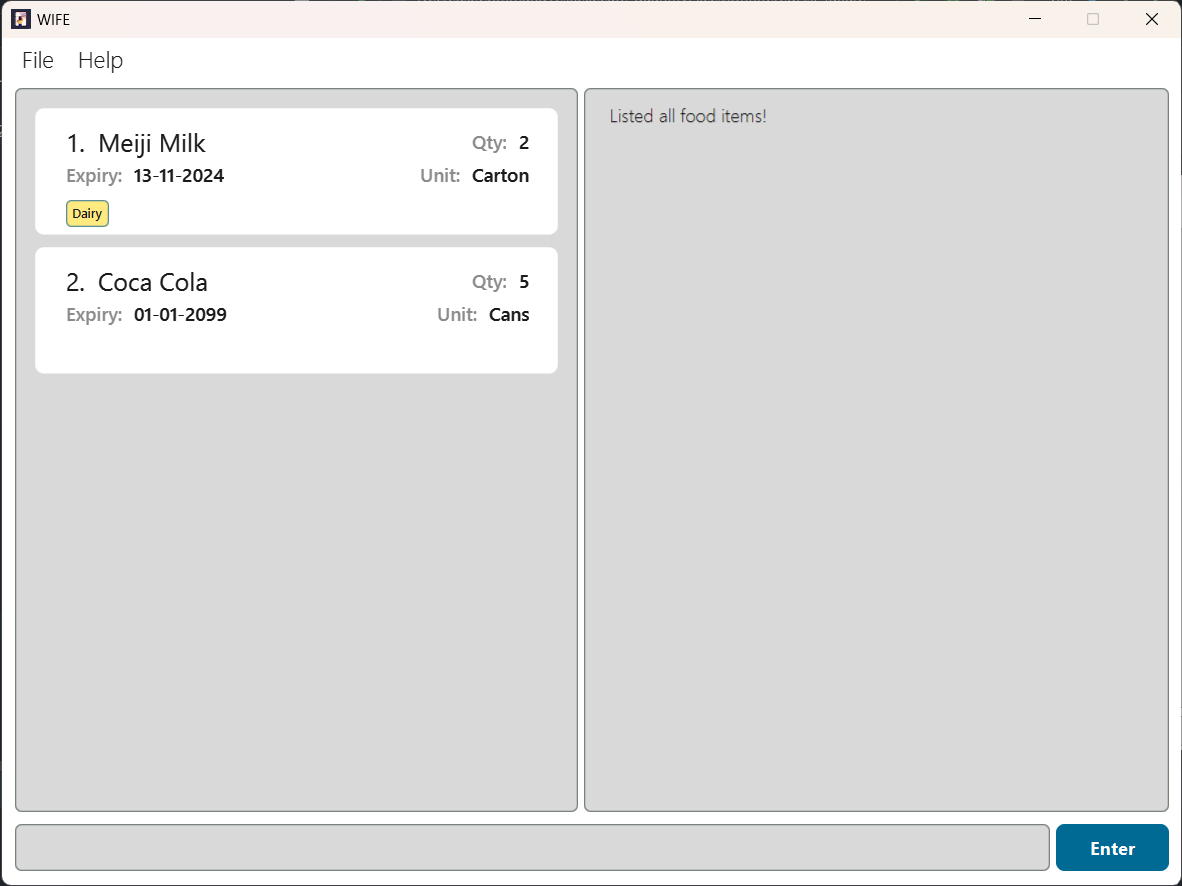 WIFE
File Help
1. Meiji Milk Qty: 2
Expiry: 13-11-2024 Unit: Carton
Dairy
2. Coca Cola Qty: 5
Expiry: 01-01-2099 Unit: Cans
Listed all food items!
Enter